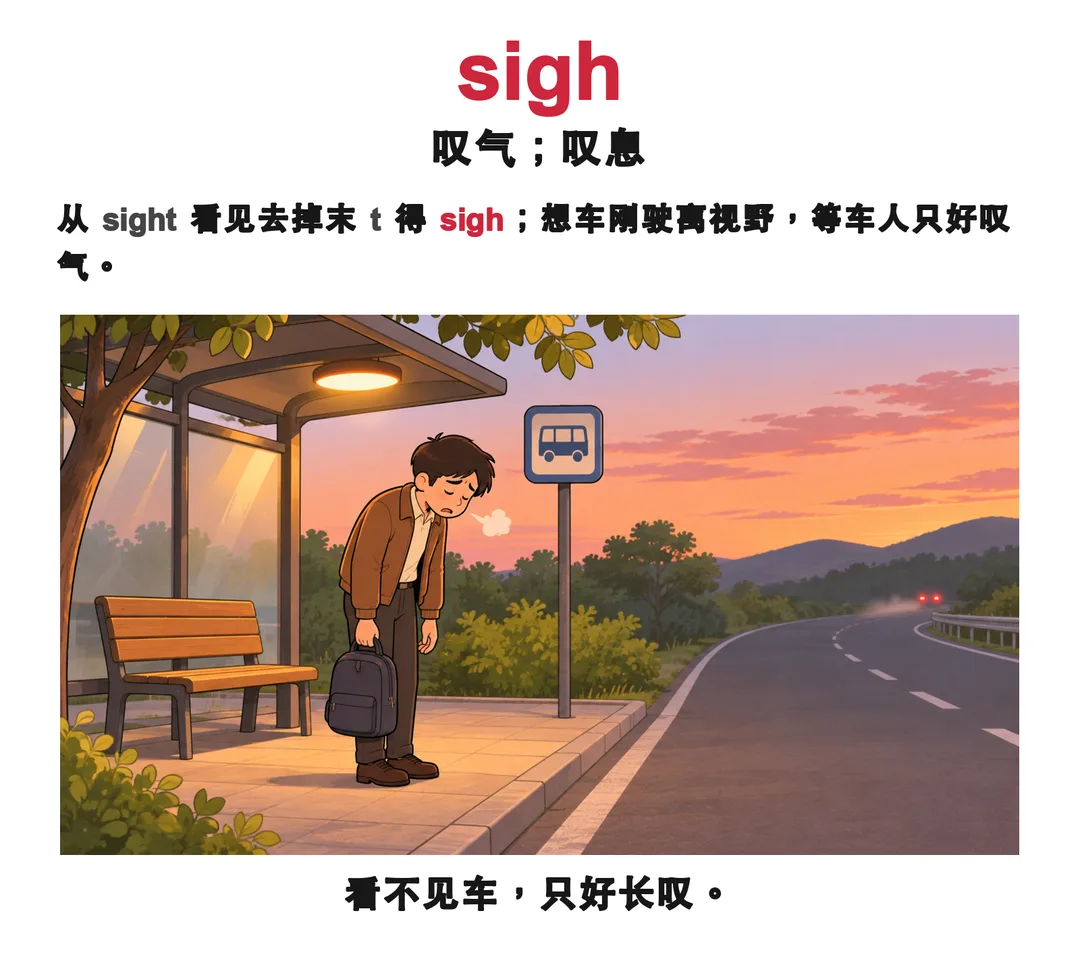 sigh
叹气；叹息
从 sight 看见去掉末 t 得 sigh；想车刚驶离视野，等车人只好叹
气。
看不见车，只好长叹。